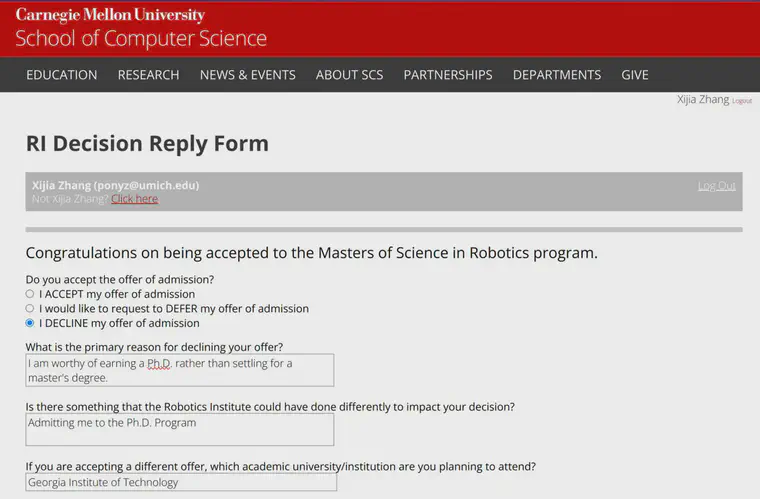 Carnegie Mellon University
School of Computer Science
EDUCATION RESEARCH NEWS & EVENTS ABOUT SCS PARTNERSHIPS DEPARTMENTS GIVE
Xijia Zhang Logout
RI Decision Reply Form
Xijia Zhang (ponyz@umich.edu) Log Out
Not Xijia Zhang? Click here
Congratulations on being accepted to the Masters of Science in Robotics program.
Do you accept the offer of admission?
I ACCEPT my offer of admission
I would like to request to DEFER my offer of admission
I DECLINE my offer of admission
What is the primary reason for declining your offer?
I am worthy of earning a Ph.D. rather than settling for a
master's degree.
Is there something that the Robotics Institute could have done differently to impact your decision?
Admitting me to the Ph.D. Program
If you are accepting a different offer, which academic university/institution are you planning to attend?
Georgia Institute of Technology